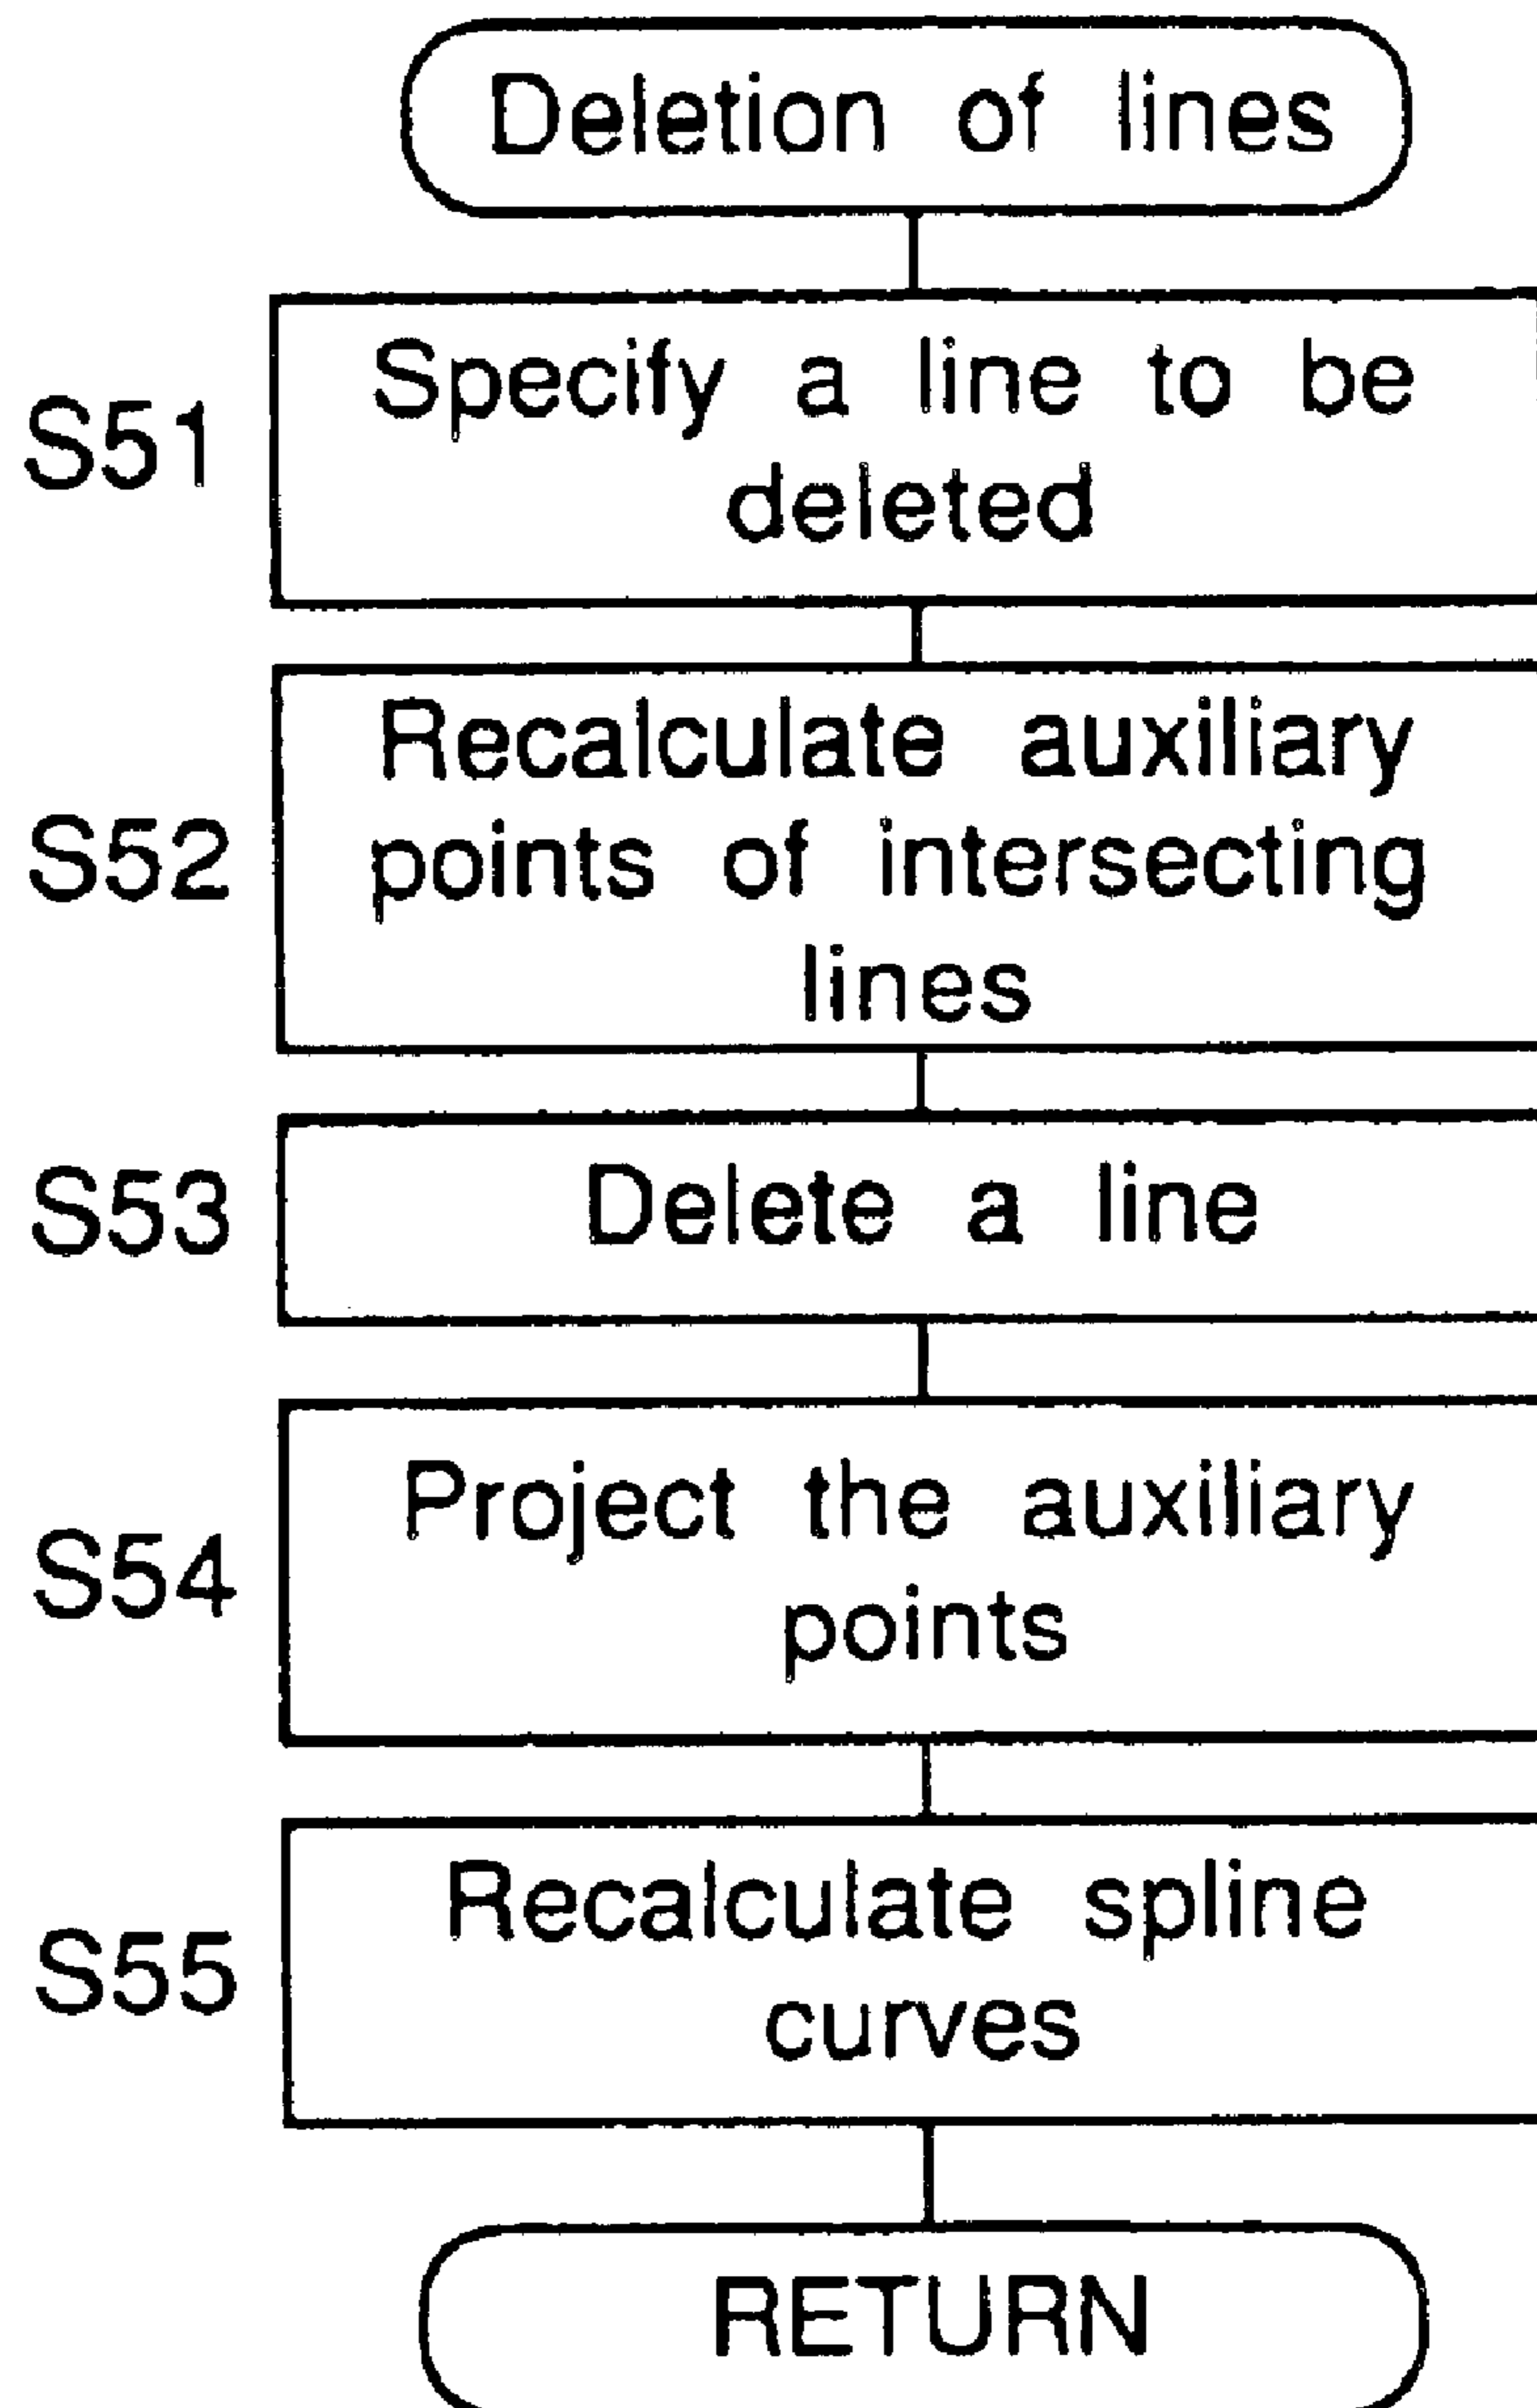 Deletion of lines
S51
Specify a line to be
deleted
S52
Recalculate auxiliary
points of intersecting
lines
S53
Delete a line
S54
Project the auxiliary
points
S55
Recalculate spline
curves
RETURN